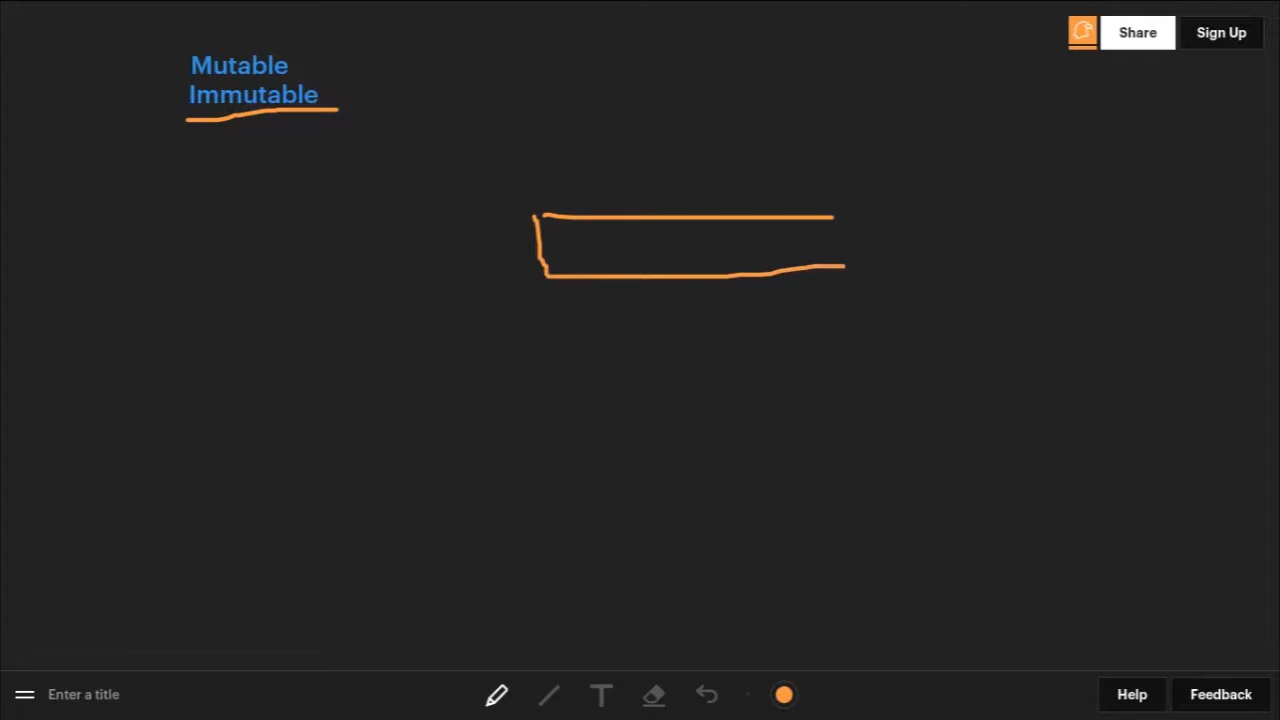 Share
Sign Up
Mutable
Immutable
Enter a title
T
Help
Feedback